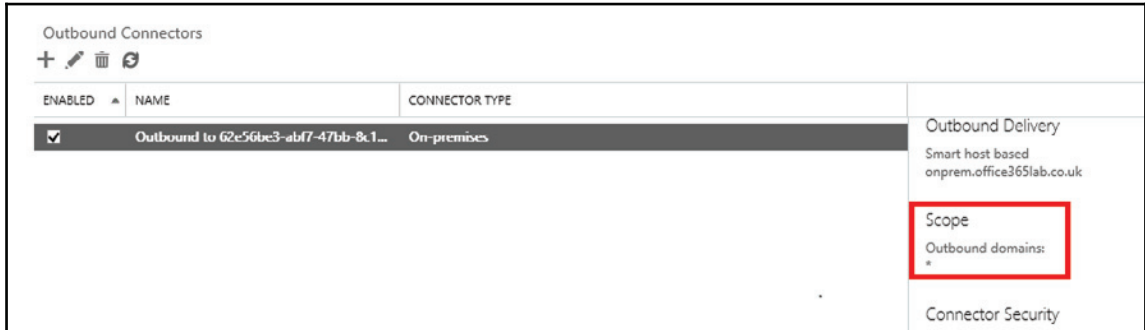 Outbound Connectors
ENABLED NAME CONNECTOR TYPE
Outbound to 62e56be3-abf7-47bb-8c1... On-premises
Outbound Delivery
Smart host based
onprem.office365lab.co.uk
Scope
Outbound domains:
*
Connector Security